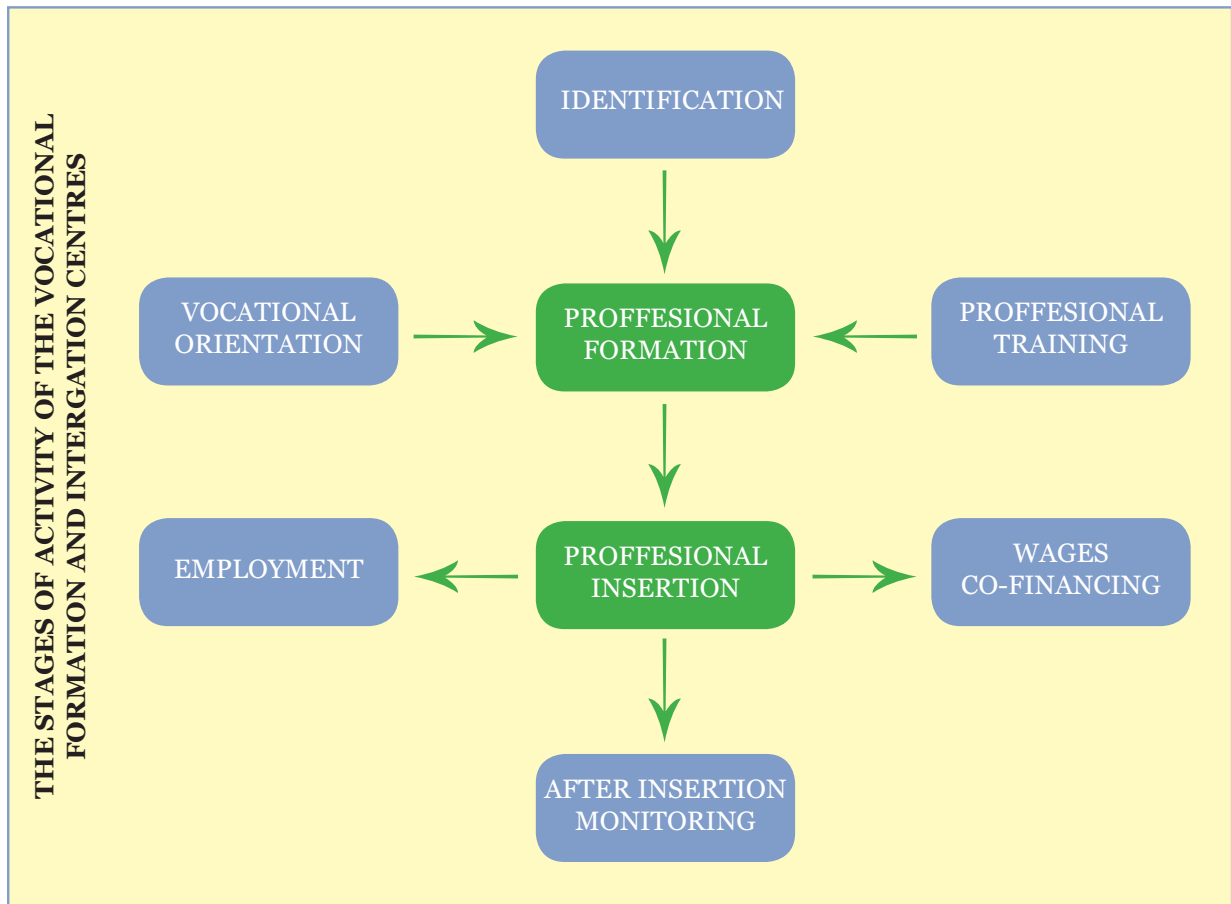 THE STAGES OF ACTIVITY OF THE VOCATIONAL
FORMATION AND INTERGATION CENTRES
IDENTIFICATION
VOCATIONAL
ORIENTATION
PROFFESIONAL
FORMATION
PROFFESIONAL
TRAINING
EMPLOYMENT
PROFFESIONAL
INSERTION
WAGES
CO-FINANCING
AFTER INSERTION
MONITORING